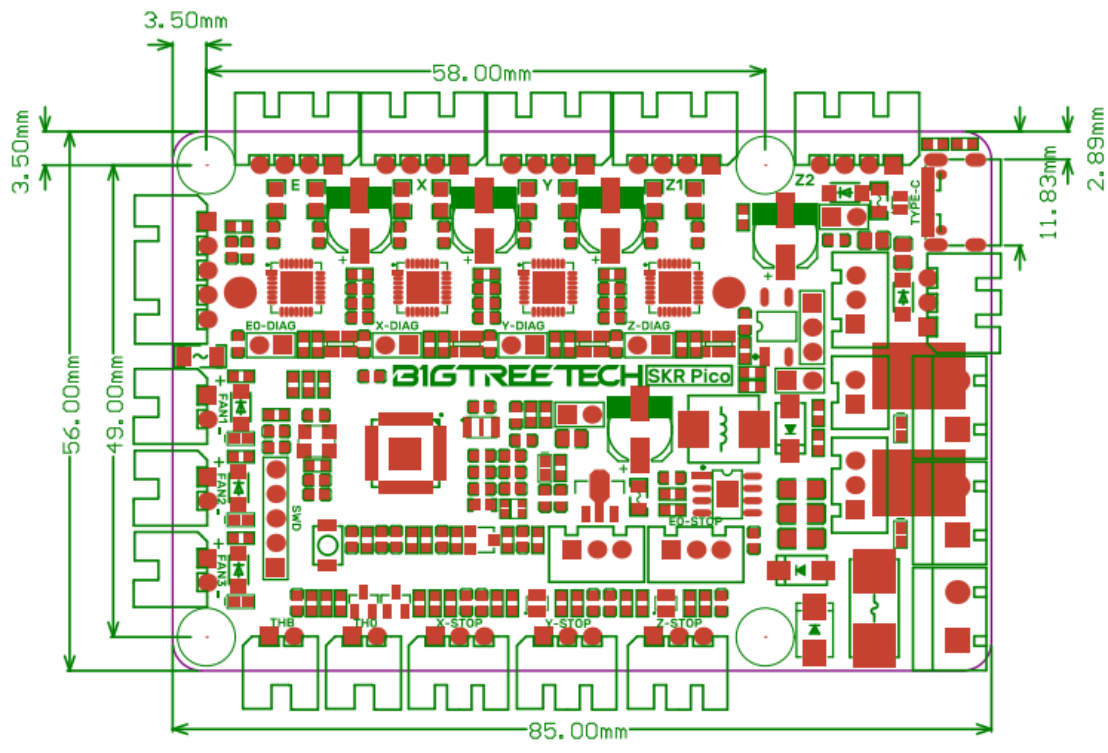 3.50mm
58.00mm
3.50mm
2.89mm
11.83mm
E
X
Y
Z1
Z2
TYPE-C
+
+
+
+
E0-DIAG
X-DIAG
Y-DIAG
Z-DIAG
BIGTREETECH SKR Pico
56.00mm
49.00mm
+
FAN1
-
+
+
FAN2
-
SWD
E0-STOP
+
FAN3
-
THB
TH0
X-STOP
Y-STOP
Z-STOP
85.00mm